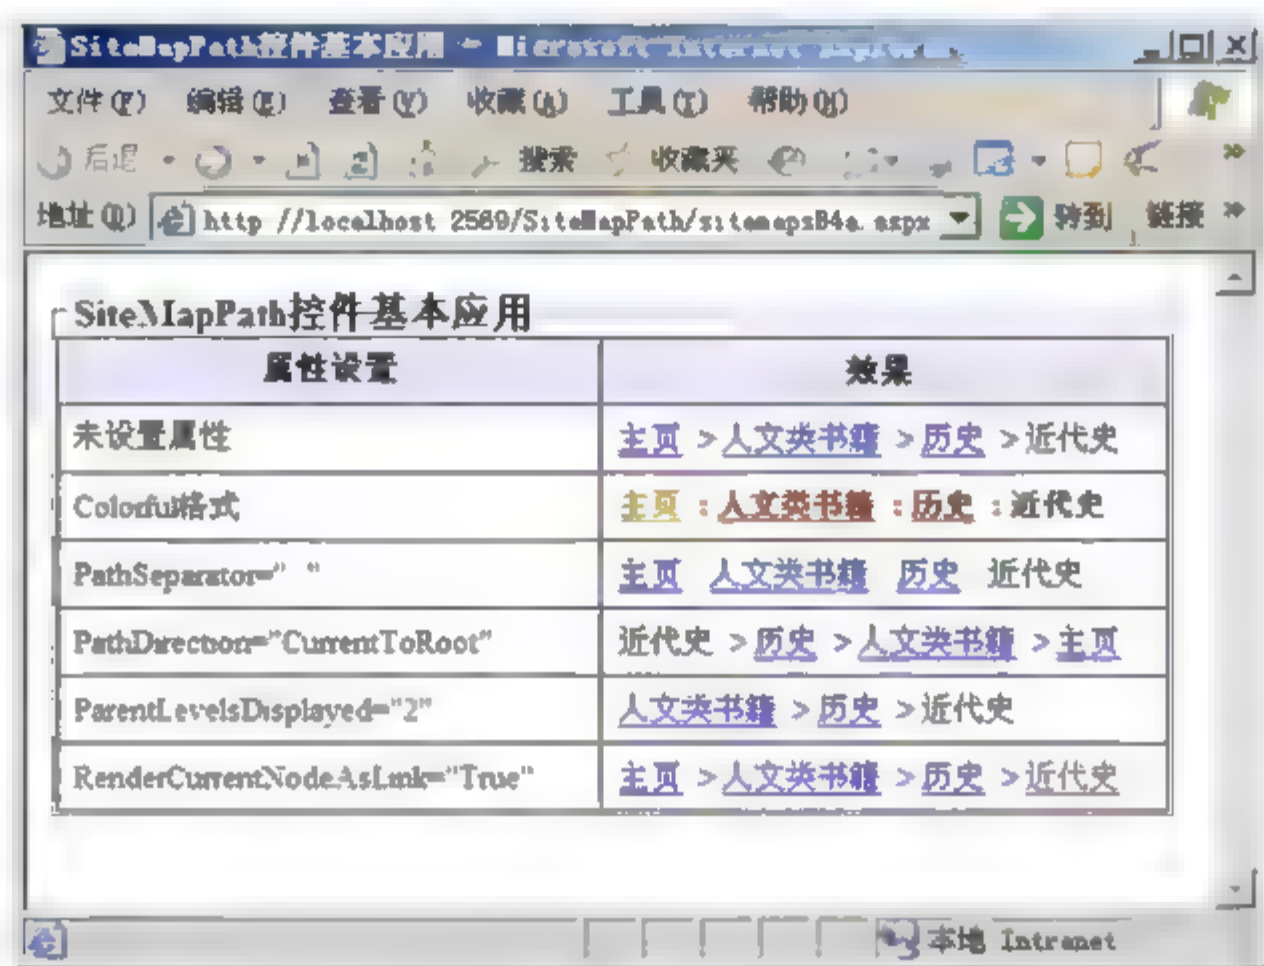 SiteMapPath控件基本应用 - Microsoft Internet
文件(F) 编辑(E) 查看(V) 收藏(A) 工具(T) 帮助(H)
后退 搜索 收藏夹
地址(D) http //localhost 2569/SiteMapPath/sitemapsB4a.aspx 转到 链接
SiteMapPath控件基本应用
属性设置 效果
未设置属性 主页 >人文类书籍 >历史 >近代史
Colorful格式 主页 : 人文类书籍 : 历史 : 近代史
PathSeparator=" " 主页 人文类书籍 历史 近代史
PathDirection="CurrentToRoot" 近代史 >历史 >人文类书籍 >主页
ParentLevelsDisplayed="2" 人文类书籍 >历史 >近代史
RenderCurrentNodeAsLink="True" 主页 >人文类书籍 >历史 >近代史
本地 Intranet